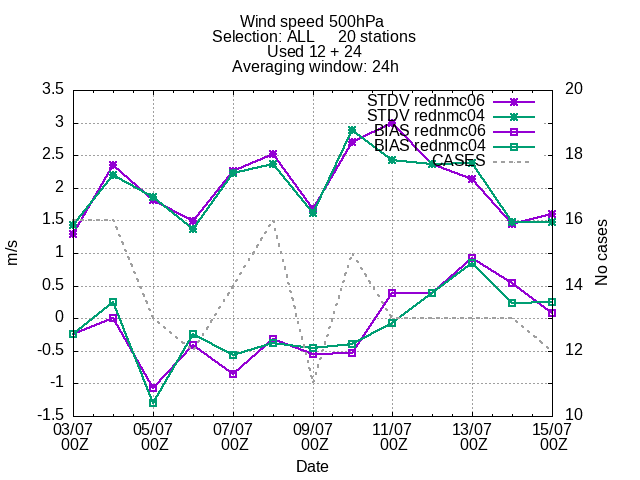 Wind speed 500hPa
Selection: ALL 20 stations
Used 12 + 24
Averaging window: 24h
STDV rednmc06
STDV rednmc04
BIAS rednmc06
BIAS rednmc04
CASES
3.5
3
2.5
2
1.5
1
0.5
0
-0.5
-1
-1.5
m/s
20
18
16
14
12
10
No cases
03/07 05/07 07/07 09/07 11/07 13/07 15/07
00Z 00Z 00Z 00Z 00Z 00Z 00Z
Date